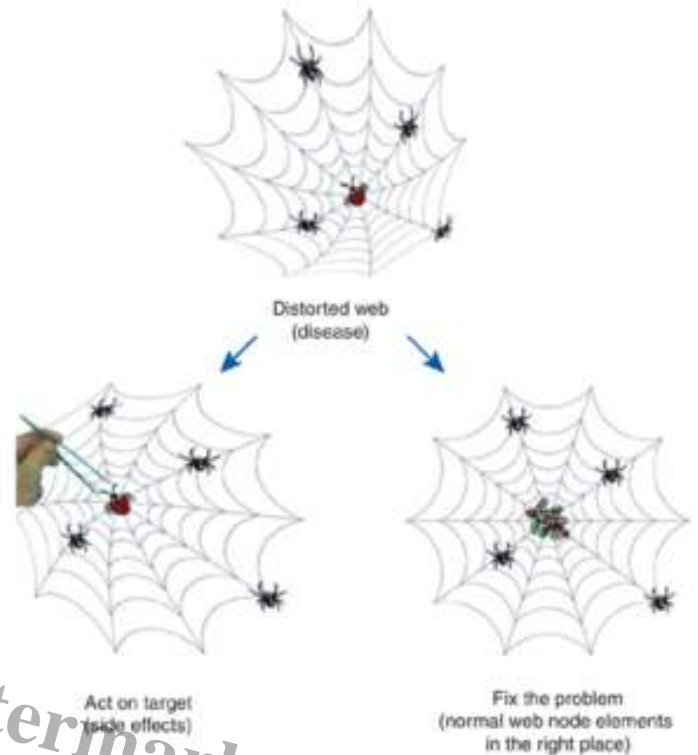 Distorted web
(disease)
Act on target
(side effects)
Fix the problem
(normal web node elements
in the right place)